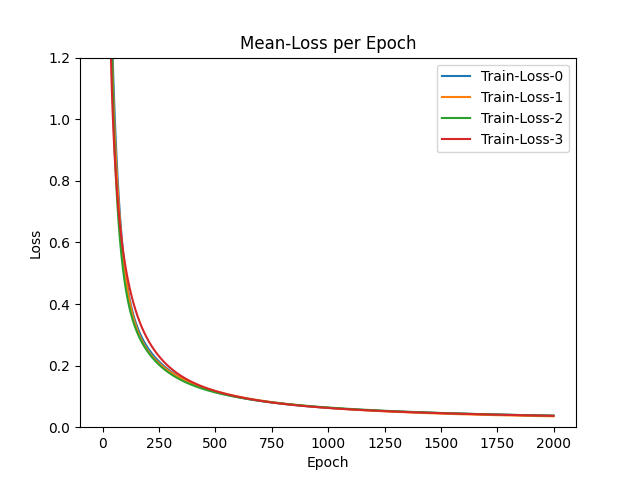 Mean-Loss per Epoch
Train-Loss-0
Train-Loss-1
Train-Loss-2
Train-Loss-3
Loss
1.2
1.0
0.8
0.6
0.4
0.2
0.0
0 250 500 750 1000 1250 1500 1750 2000
Epoch